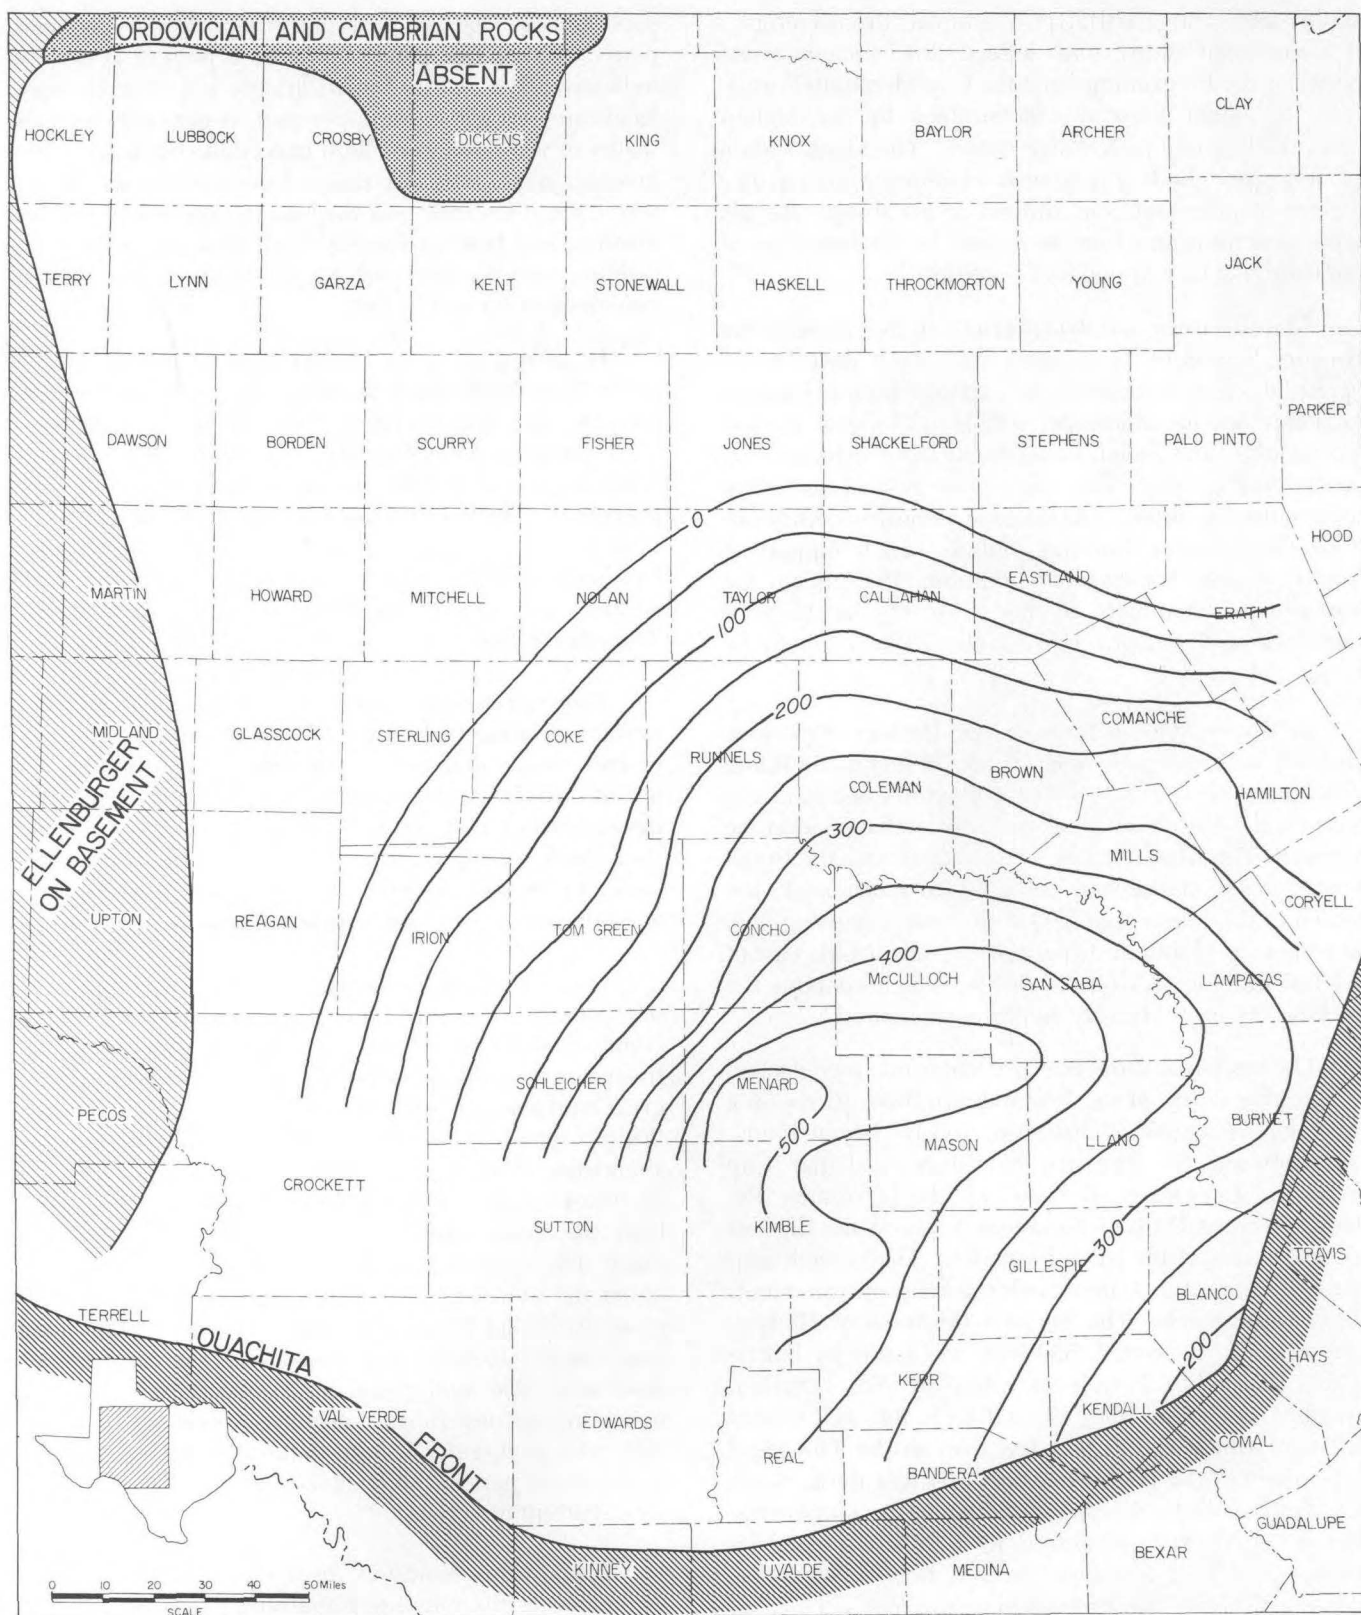 ORDOVICIAN AND CAMBRIAN ROCKS
ABSENT
HOCKLEY
LUBBOCK
CROSBY
DICKENS
KING
KNOX
BAYLOR
ARCHER
CLAY
TERRY
LYNN
GARZA
KENT
STONEWALL
HASKELL
THROCKMORTON
YOUNG
JACK
DAWSON
BORDEN
SCURRY
FISHER
JONES
SHACKELFORD
STEPHENS
PALO PINTO
PARKER
0
HOOD
MARTIN
HOWARD
MITCHELL
NOLAN
TAYLOR
CALLAHAN
EASTLAND
ERATH
100
MIDLAND
GLASSCOCK
STERLING
COKE
RUNNELS
200
COLEMAN
BROWN
COMANCHE
HAMILTON
ELLENBURGER
ON BASEMENT
300
MILLS
UPTON
REAGAN
IRION
TOM GREEN
CONCHO
400
McCULLOCH
SAN SABA
LAMPASAS
CORYELL
PECOS
SCHLEICHER
MENARD
500
MASON
LLANO
BURNET
CROCKETT
SUTTON
KIMBLE
300
GILLESPIE
TRAVIS
BLANCO
TERRELL
OUACHITA
FRONT
200
HAYS
KERR
KENDALL
VAL VERDE
EDWARDS
REAL
BANDERA
COMAL
GUADALUPE
KINNEY
UVALDE
MEDINA
BEXAR
0 10 20 30 40 50 Miles
SCALE